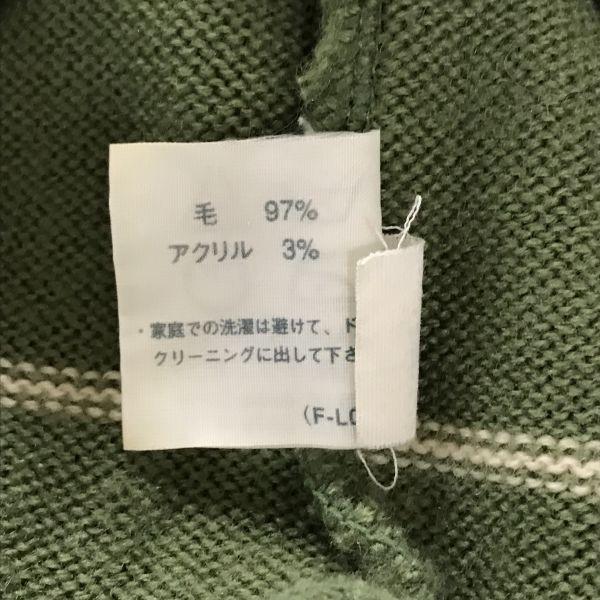 毛 97%
アクリル 3%
・家庭での洗濯は避けて、ド
クリーニングに出して下さ
(F-LO